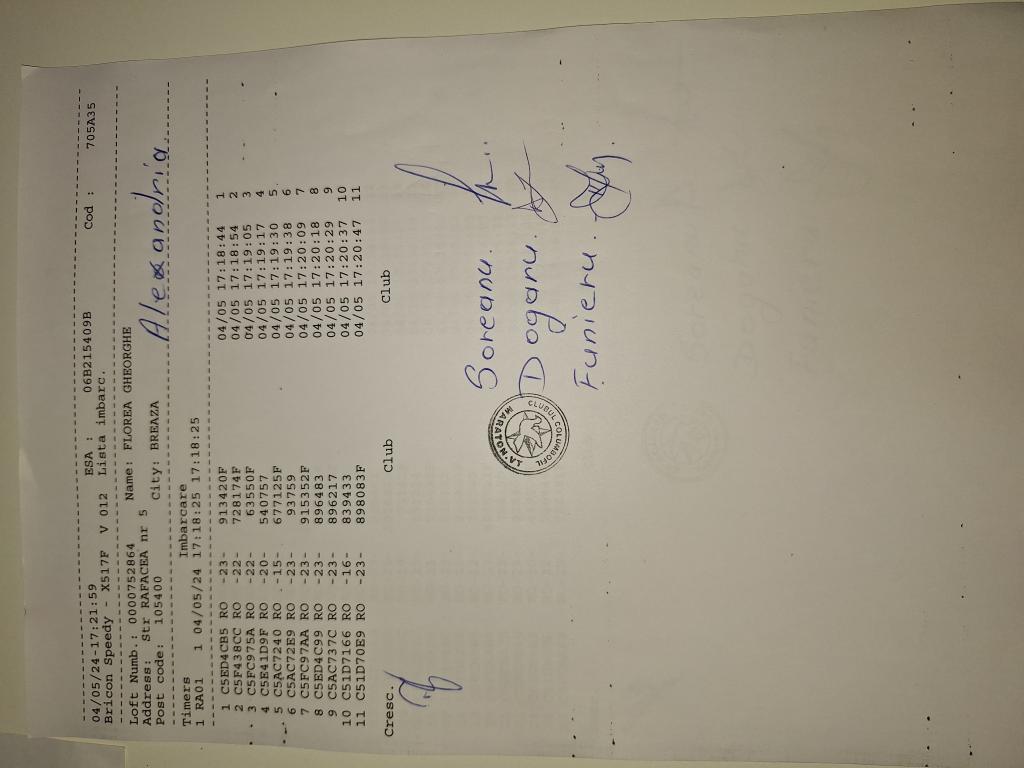 04/05/24-17:21:59 ESA : 06B215409B Cod : 705A35
Bricon Speedy - X517F V 012 Lista imbarc.
Loft Numb.: 0000752864 Name: FLOREA GHEORGHE
Address: Str RAFACEA nr 5
Post code: 105400 City: BREAZA Alexandria
Timers Imbarcare
1 RA01 1 04/05/24 17:18:25 17:18:25
1 C5ED4CB5 RO -23- 913420F 04/05 17:18:44 1
2 C5F438CC RO -22- 728174F 04/05 17:18:54 2
3 C5FC975A RO -22- 63550F 04/05 17:19:05 3
4 C5E41D9F RO -20- 540757 04/05 17:19:17 4
5 C5AC7240 RO -15- 677125F 04/05 17:19:30 5
6 C5AC72E9 RO -23- 93759 04/05 17:19:38 6
7 C5FC97AA RO -23- 915352F 04/05 17:20:09 7
8 C5ED4C99 RO -23- 896483 04/05 17:20:18 8
9 C5AC737C RO -23- 896217 04/05 17:20:29 9
10 C51D7166 RO -16- 839433 04/05 17:20:37 10
11 C51D70E9 RO -23- 898083F 04/05 17:20:47 11
Cresc. Club Club
Soreanu.
Doganu.
Funieru.
CLUBUL COLUMBOFIL
MARATON.VT